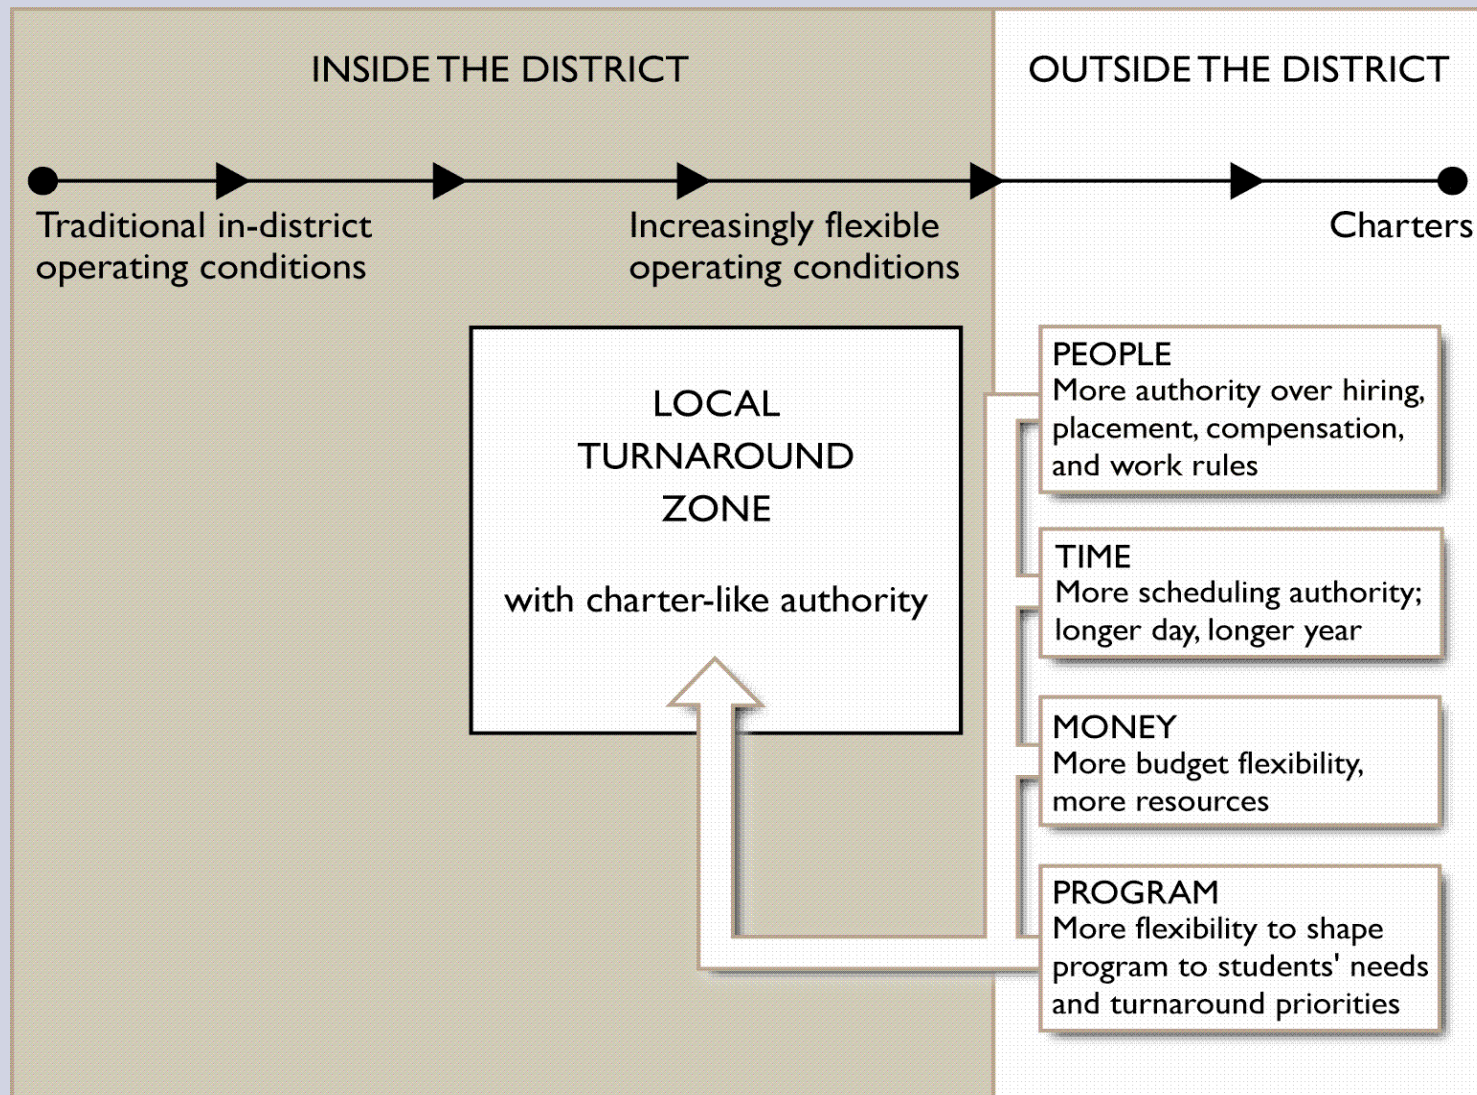 INSIDE THE DISTRICT
OUTSIDE THE DISTRICT
Traditional in-district
operating conditions
Increasingly flexible
operating conditions
Charters
LOCAL
TURNAROUND
ZONE
with charter-like authority
PEOPLE
More authority over hiring,
placement, compensation,
and work rules
TIME
More scheduling authority;
longer day, longer year
MONEY
More budget flexibility,
more resources
PROGRAM
More flexibility to shape
program to students' needs
and turnaround priorities